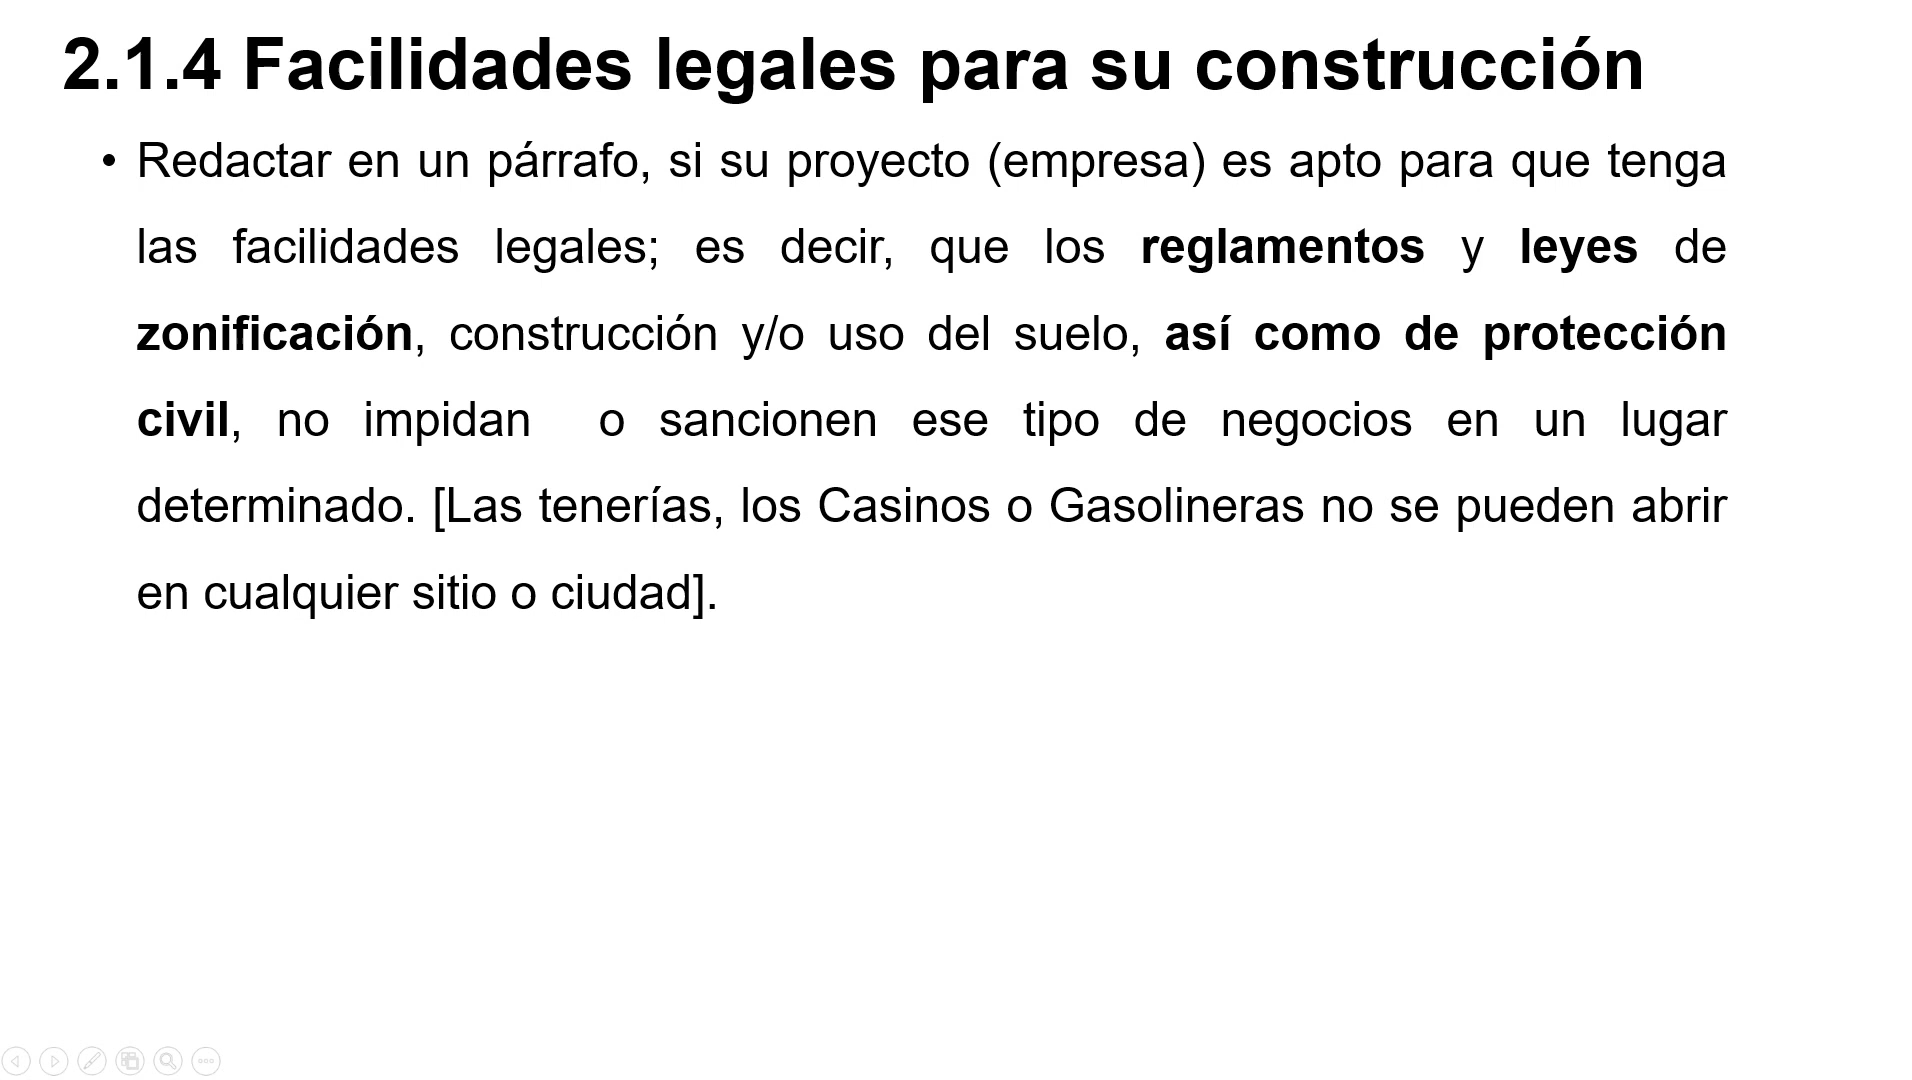 2.1.4 Facilidades legales para su construcción
• Redactar en un párrafo, si su proyecto (empresa) es apto para que tenga
las facilidades legales; es decir, que los reglamentos y leyes de
zonificación, construcción y/o uso del suelo, así como de protección
civil, no impidan  o sancionen ese tipo de negocios en un lugar
determinado. [Las tenerías, los Casinos o Gasolineras no se pueden abrir
en cualquier sitio o ciudad].